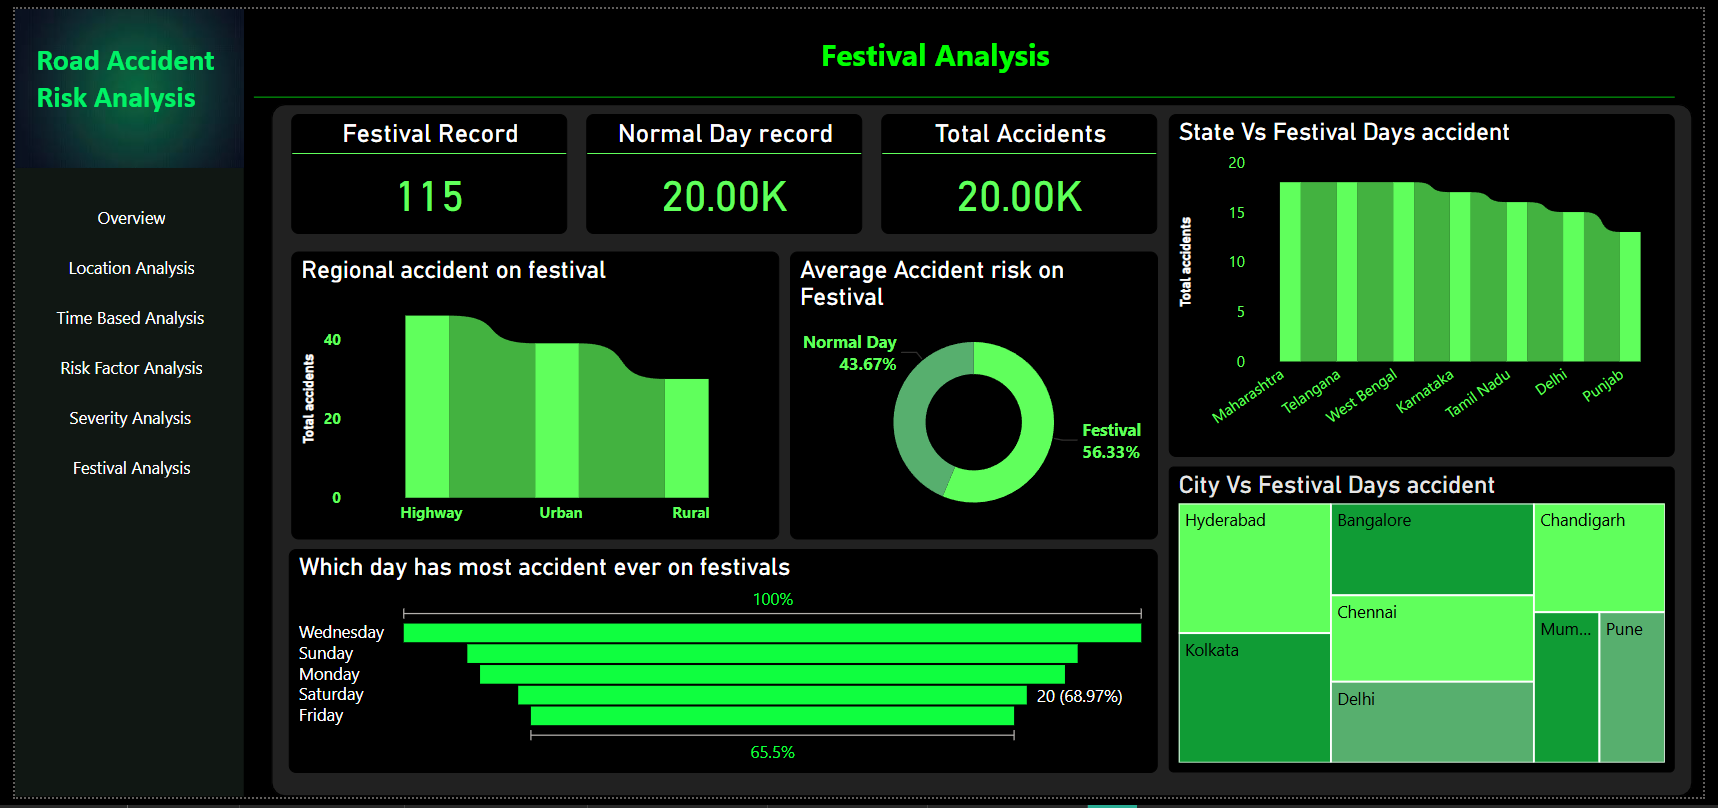 Road Accident
Risk Analysis
Overview
Location Analysis
Time Based Analysis
Risk Factor Analysis
Severity Analysis
Festival Analysis
Festival Analysis
Festival Record
115
Normal Day record
20.00K
Total Accidents
20.00K
Regional accident on festival
Total accidents
40
20
0
Highway
Urban
Rural
Average Accident risk on
Festival
Normal Day
43.67%
Festival
56.33%
Which day has most accident ever on festivals
100%
Wednesday
Sunday
Monday
Saturday
20 (68.97%)
Friday
65.5%
State Vs Festival Days accident
Total accidents
20
15
10
5
0
Maharashtra
Telangana
West Bengal
Karnataka
Tamil Nadu
Delhi
Punjab
City Vs Festival Days accident
Hyderabad
Kolkata
Bangalore
Chennai
Delhi
Chandigarh
Mum...
Pune